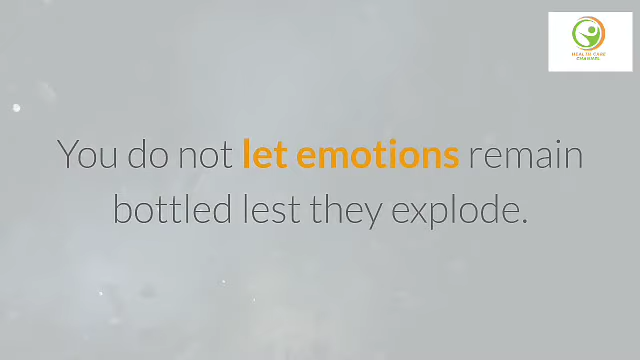 HEALTH CARE
CHANNEL
You do not let emotions remain
bottled lest they explode.